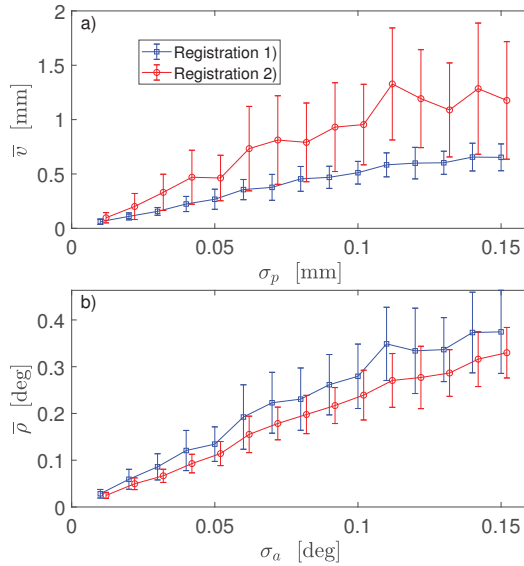 a)
Registration 1)
Registration 2)
2
1.5
1
0.5
0
v̅ [mm]
0 0.05 0.1 0.15
σₚ [mm]
b)
0.4
0.3
0.2
0.1
0
ρ̅ [deg]
0 0.05 0.1 0.15
σₐ [deg]